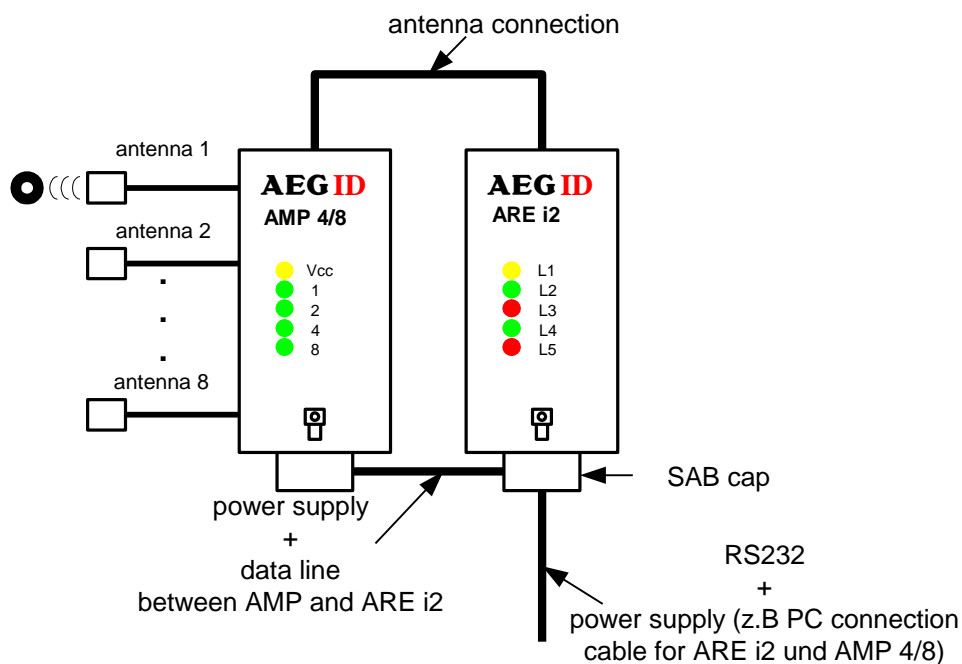 antenna connection
antenna 1
AEG ID
AMP 4/8
antenna 2
Vcc
1
2
4
8
antenna 8
AEG ID
ARE i2
L1
L2
L3
L4
L5
SAB cap
power supply
+
data line
between AMP and ARE i2
RS232
+
power supply (z.B PC connection
cable for ARE i2 und AMP 4/8)